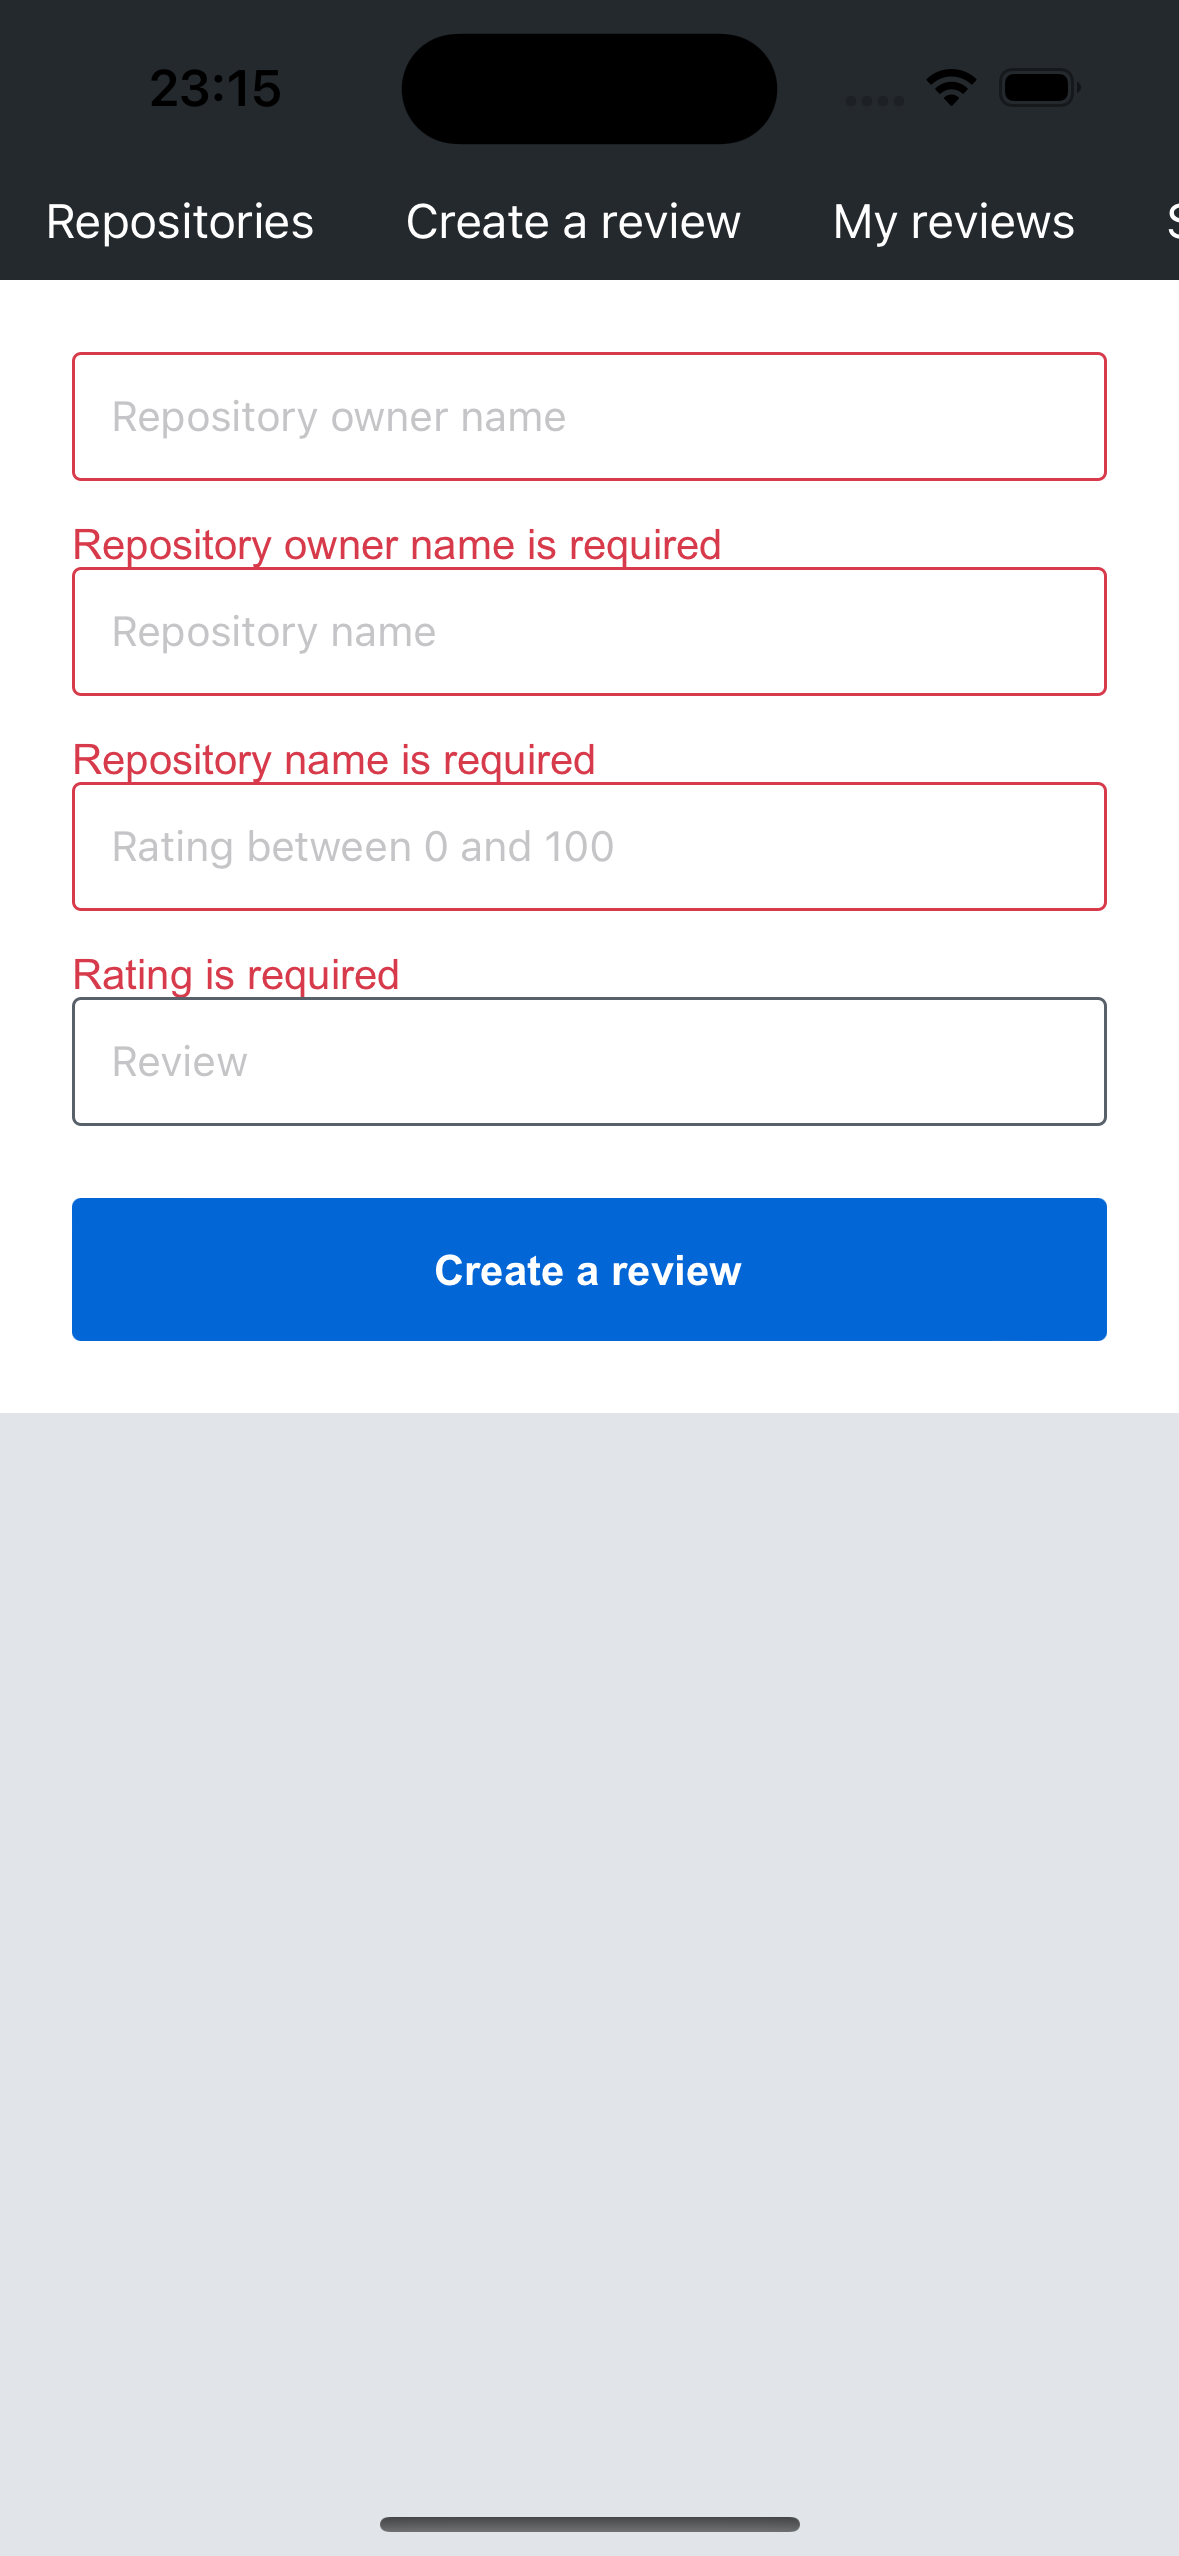 23:15
Repositories Create a review My reviews S
Repository owner name
Repository owner name is required
Repository name
Repository name is required
Rating between 0 and 100
Rating is required
Review
Create a review